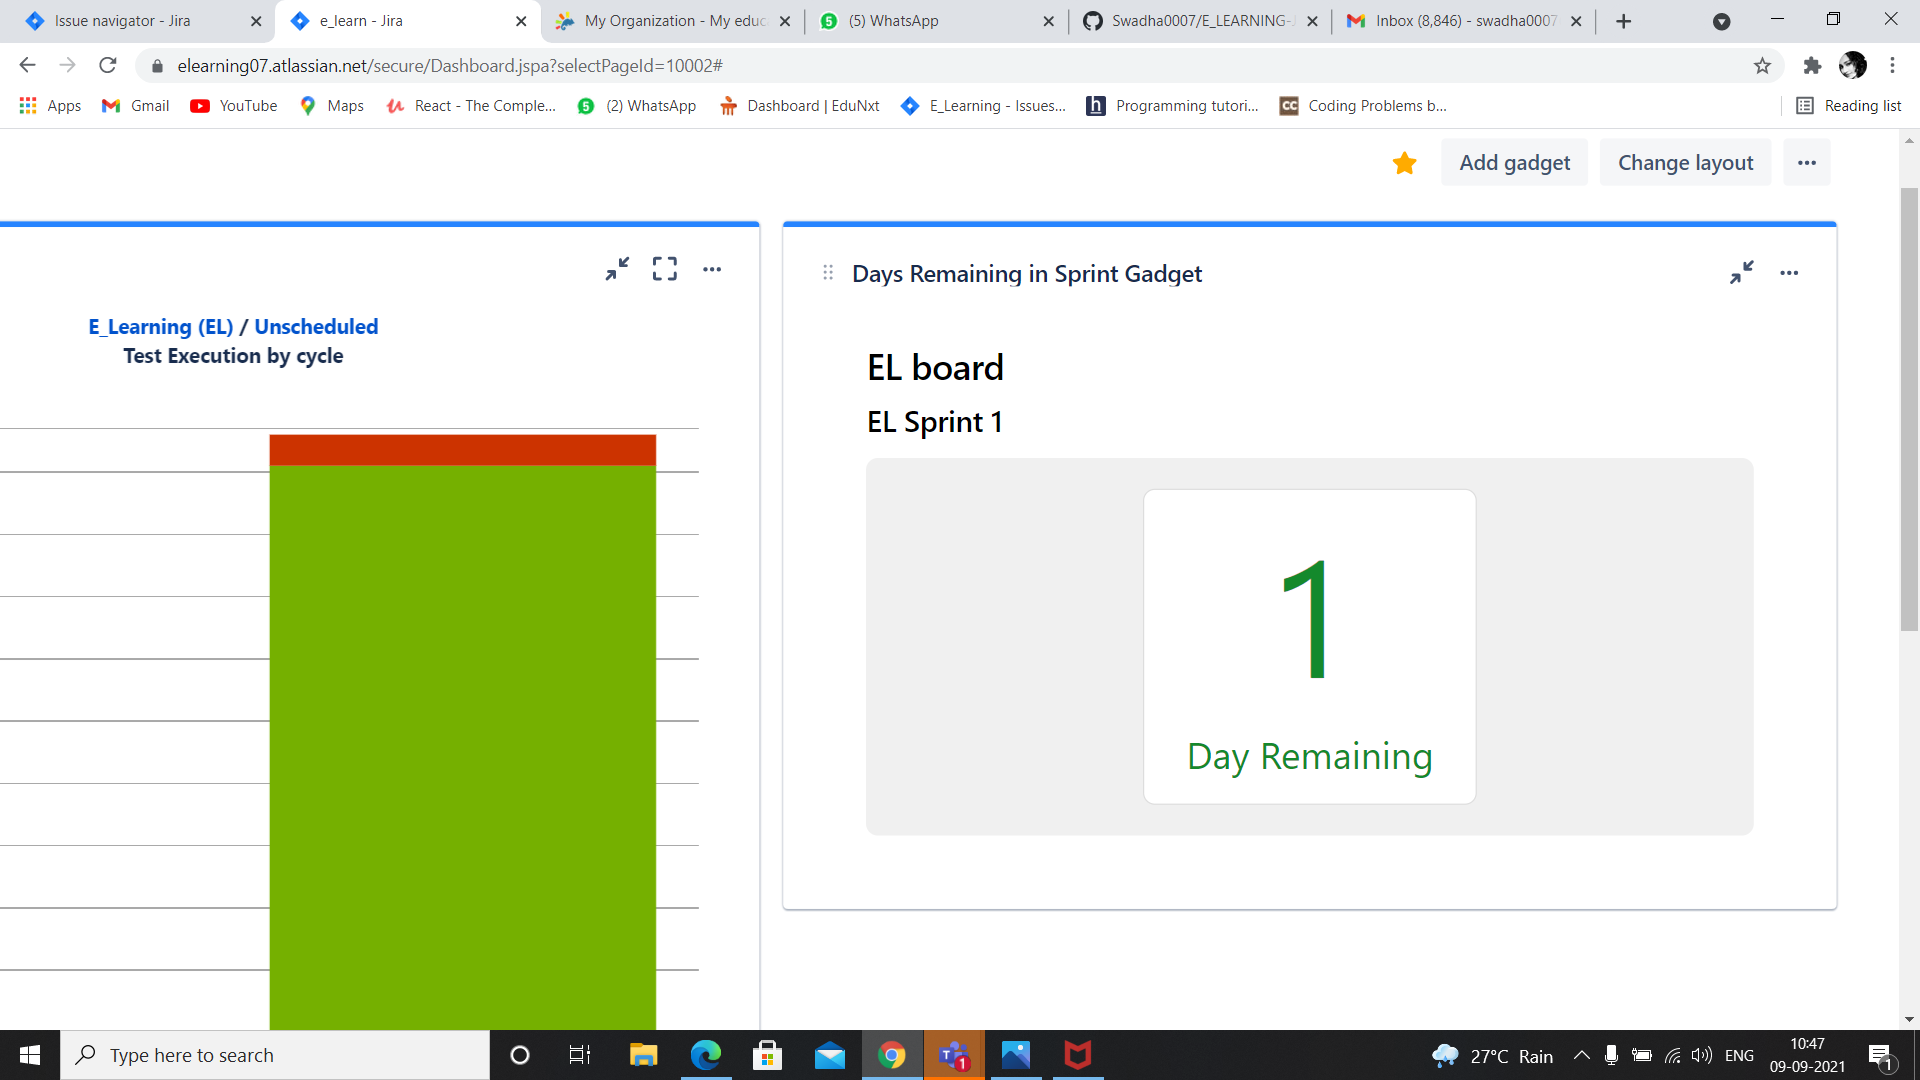 Issue navigator - Jira
e_learn - Jira
My Organization - My educ
(5) WhatsApp
Swadha0007/E_LEARNING-
Inbox (8,846) - swadha0007
elearning07.atlassian.net/secure/Dashboard.jspa?selectPageId=10002#
Apps
Gmail
YouTube
Maps
React - The Comple...
(2) WhatsApp
Dashboard | EduNxt
E_Learning - Issues...
Programming tutori...
Coding Problems b...
Reading list
Add gadget
Change layout
E_Learning (EL) / Unscheduled
Test Execution by cycle
Days Remaining in Sprint Gadget
EL board
EL Sprint 1
1
Day Remaining
Type here to search
27°C Rain
ENG
10:47
09-09-2021
1